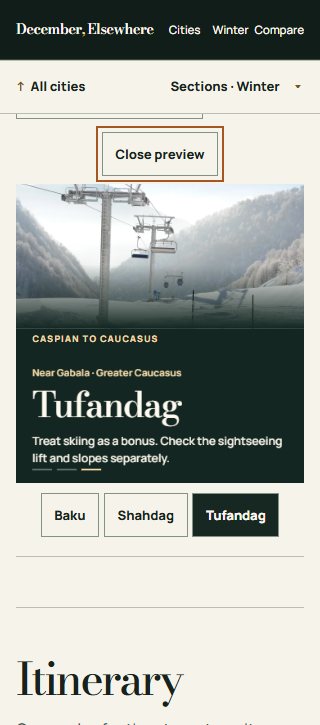 December, Elsewhere Cities Winter Compare
↑ All cities Sections · Winter
Close preview
CASPIAN TO CAUCASUS
Near Gabala · Greater Caucasus
Tufandag
Treat skiing as a bonus. Check the sightseeing
lift and slopes separately.
Baku Shahdag Tufandag
Itinerary